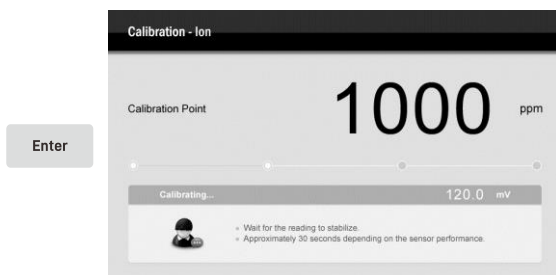 Enter
Calibration - Ion
Calibration Point
1000 ppm
Calibrating... 120.0 mV
Wait for the reading to stabilize.
Approximately 30 seconds depending on the sensor performance.